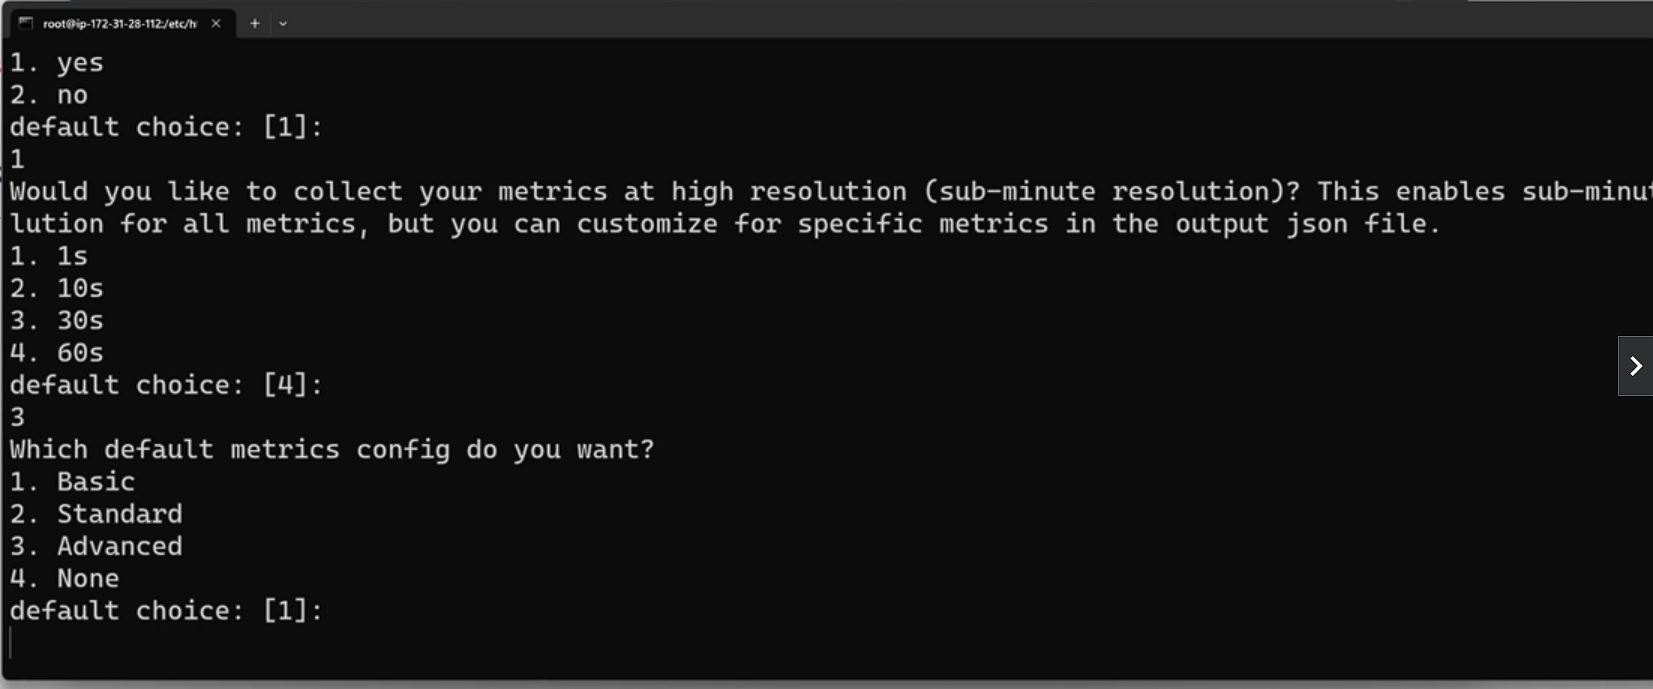 root@ip-172-31-28-112:/etc/h
1. yes
2. no
default choice: [1]:
1
Would you like to collect your metrics at high resolution (sub-minute resolution)? This enables sub-minut
lution for all metrics, but you can customize for specific metrics in the output json file.
1. 1s
2. 10s
3. 30s
4. 60s
default choice: [4]:
3
Which default metrics config do you want?
1. Basic
2. Standard
3. Advanced
4. None
default choice: [1]: